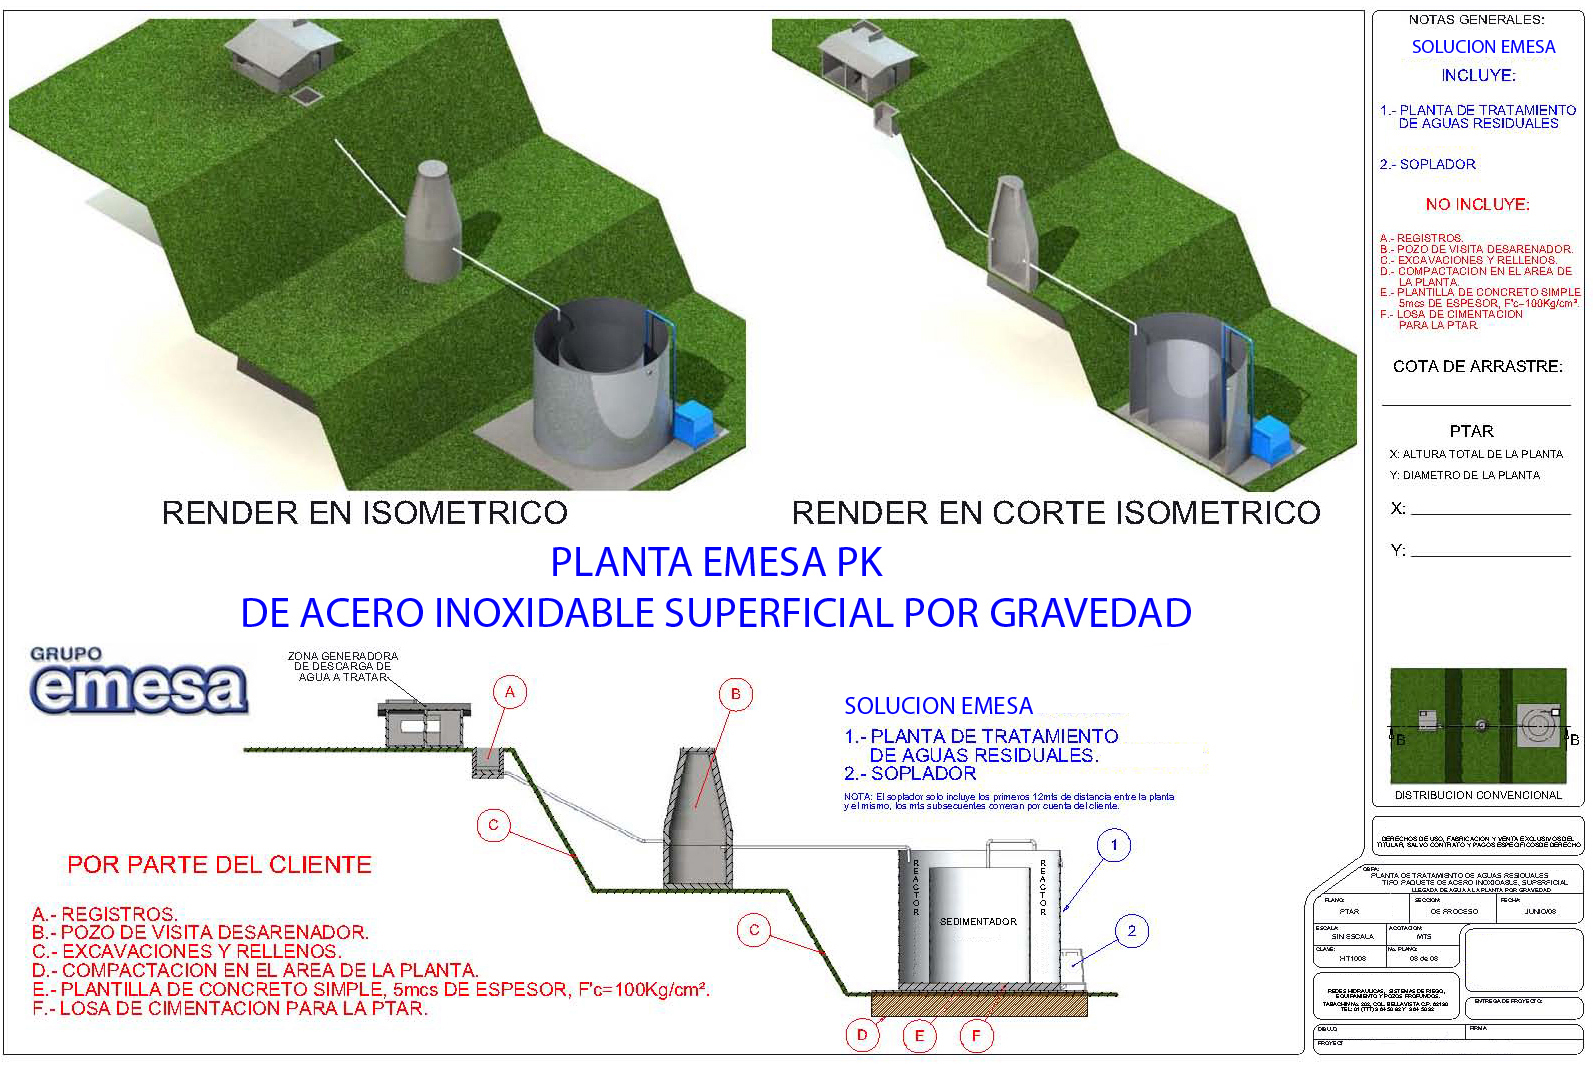 RENDER EN ISOMETRICO
RENDER EN CORTE ISOMETRICO
PLANTA EMESA PK
DE ACERO INOXIDABLE SUPERFICIAL POR GRAVEDAD
GRUPO
emesa
ZONA GENERADORA
DE DESCARGA DE
AGUA A TRATAR
A
B
C
C
SOLUCION EMESA
1.- PLANTA DE TRATAMIENTO
DE AGUAS RESIDUALES.
2.- SOPLADOR
NOTA: El soplador solo incluye los primeros 12mts de distancia entre la planta
y el mismo, los mts subsecuentes correran por cuenta del cliente.
REACTOR
SEDIMENTADOR
REACTOR
1
2
D
E
F
POR PARTE DEL CLIENTE
A.- REGISTROS.
B.- POZO DE VISITA DESARENADOR.
C.- EXCAVACIONES Y RELLENOS.
D.- COMPACTACION EN EL AREA DE LA PLANTA.
E.- PLANTILLA DE CONCRETO SIMPLE, 5mcs DE ESPESOR, F'c=100Kg/cm².
F.- LOSA DE CIMENTACION PARA LA PTAR.
NOTAS GENERALES:
SOLUCION EMESA
INCLUYE:
1.- PLANTA DE TRATAMIENTO
DE AGUAS RESIDUALES
2.- SOPLADOR
NO INCLUYE:
A.- REGISTROS.
B.- POZO DE VISITA DESARENADOR.
C.- EXCAVACIONES Y RELLENOS.
D.- COMPACTACION EN EL AREA DE
LA PLANTA.
E.- PLANTILLA DE CONCRETO SIMPLE
5mcs DE ESPESOR, F'c=100Kg/cm².
F.- LOSA DE CIMENTACION
PARA LA PTAR.
COTA DE ARRASTRE:
PTAR
X: ALTURA TOTAL DE LA PLANTA
Y: DIAMETRO DE LA PLANTA
X:
Y:
B
B
DISTRIBUCION CONVENCIONAL
DERECHOS DE USO, FABRICACION Y VENTA EXCLUSIVOS DEL
TITULAR, SALVO CONTRATO Y PAGOS ESPECIFICOS DE DERECHO
OBRA:
PLANTA DE TRATAMIENTO DE AGUAS RESIDUALES
TIPO PAQUETE DE ACERO INOXIDABLE, SUPERFICIAL
LLEGADA DE AGUA A LA PLANTA POR GRAVEDAD
PLANO:
PTAR
SECCION:
DE PROCESO
FECHA:
JUNIO/08
ESCALA:
SIN ESCALA
ACOTACION:
MTS
CLAVE:
HT1008
No. PLANO:
08 de 08
REDES HIDRAULICAS, SISTEMAS DE RIEGO,
EQUIPAMIENTO Y POZOS PROFUNDOS.
TABACHIN No. 202, COL. BELLAVISTA C.P. 62130
ENTREGA DE PROYECTO:
DIBUJO:
FIRMA:
PROYECT